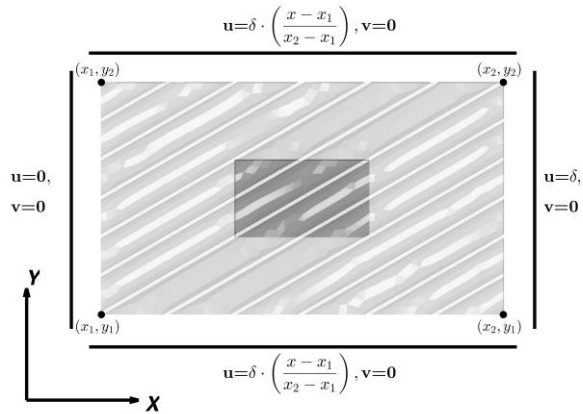 u=δ · ( (x − x₁) / (x₂ − x₁) ), v=0
(x₁, y₂) (x₂, y₂)
u=0,
v=0
u=δ,
v=0
Y
(x₁, y₁) (x₂, y₁)
X
u=δ · ( (x − x₁) / (x₂ − x₁) ), v=0